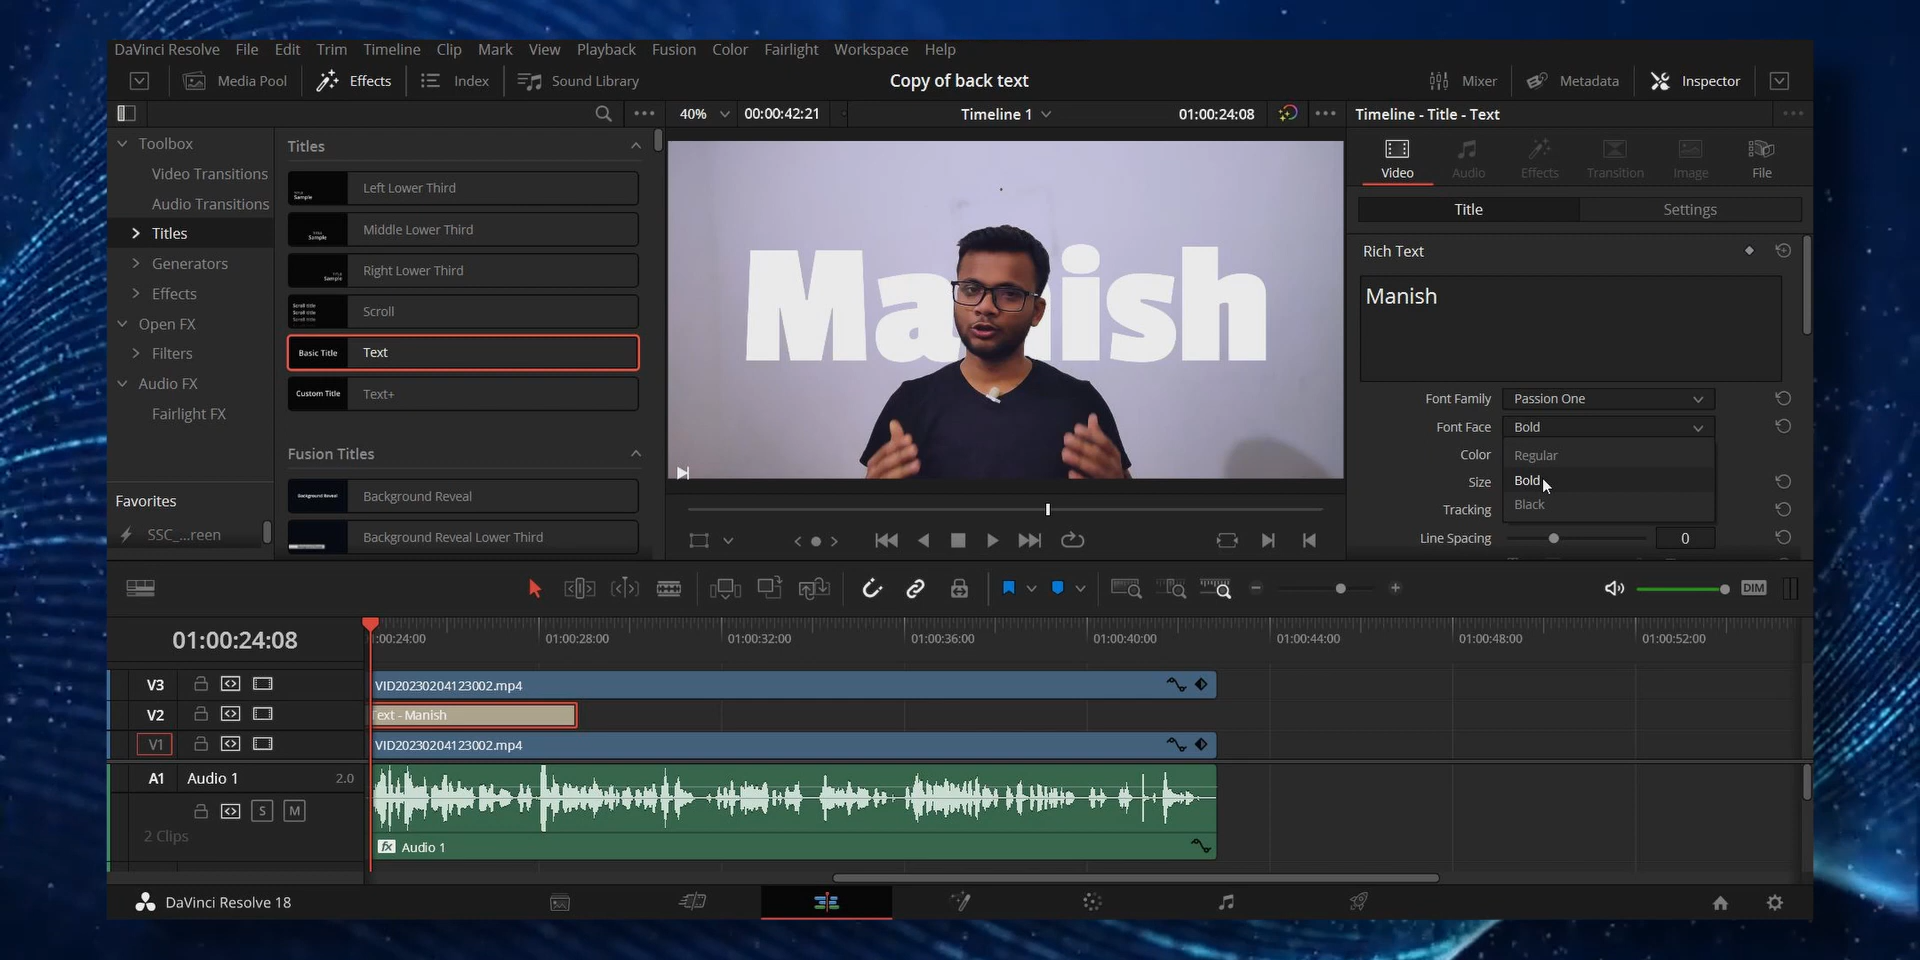 DaVinci Resolve File Edit Trim Timeline Clip Mark View Playback Fusion Color Fairlight Workspace Help
Media Pool Effects Index Sound Library Copy of back text Mixer Metadata Inspector
40% 00:00:42:21 Timeline 1 01:00:24:08 Timeline - Title - Text
Toolbox
Video Transitions
Audio Transitions
Titles
Generators
Effects
Open FX
Filters
Audio FX
Fairlight FX
Favorites
SSC_...reen
Titles
Left Lower Third
Middle Lower Third
Right Lower Third
Scroll
Basic Title Text
Custom Title Text+
Fusion Titles
Background Reveal Background Reveal
Background Reveal Lower Third
Manish
Video Audio Effects Transition Image File
Title Settings
Rich Text
Manish
Font Family Passion One
Font Face Bold
Color Regular
Size Bold
Tracking Black
Line Spacing 0
DIM
01:00:24:08 :00:24:00 01:00:28:00 01:00:32:00 01:00:36:00 01:00:40:00 01:00:44:00 01:00:48:00 01:00:52:00
V3 VID20230204123002.mp4
V2 Text - Manish
V1 VID20230204123002.mp4
A1 Audio 1 2.0
S M
2 Clips
fx Audio 1
DaVinci Resolve 18